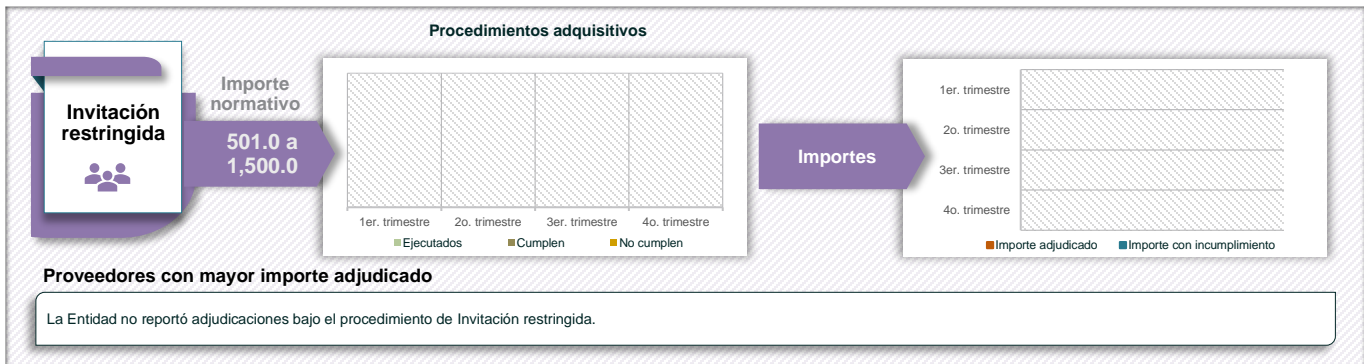 Procedimientos adquisitivos
Invitación
restringida
Importe
normativo
501.0 a
1,500.0
1er. trimestre
2o. trimestre
3er. trimestre
4o. trimestre
Ejecutados
Cumplen
No cumplen
Importes
1er. trimestre
2o. trimestre
3er. trimestre
4o. trimestre
Importe adjudicado
Importe con incumplimiento
Proveedores con mayor importe adjudicado
La Entidad no reportó adjudicaciones bajo el procedimiento de Invitación restringida.